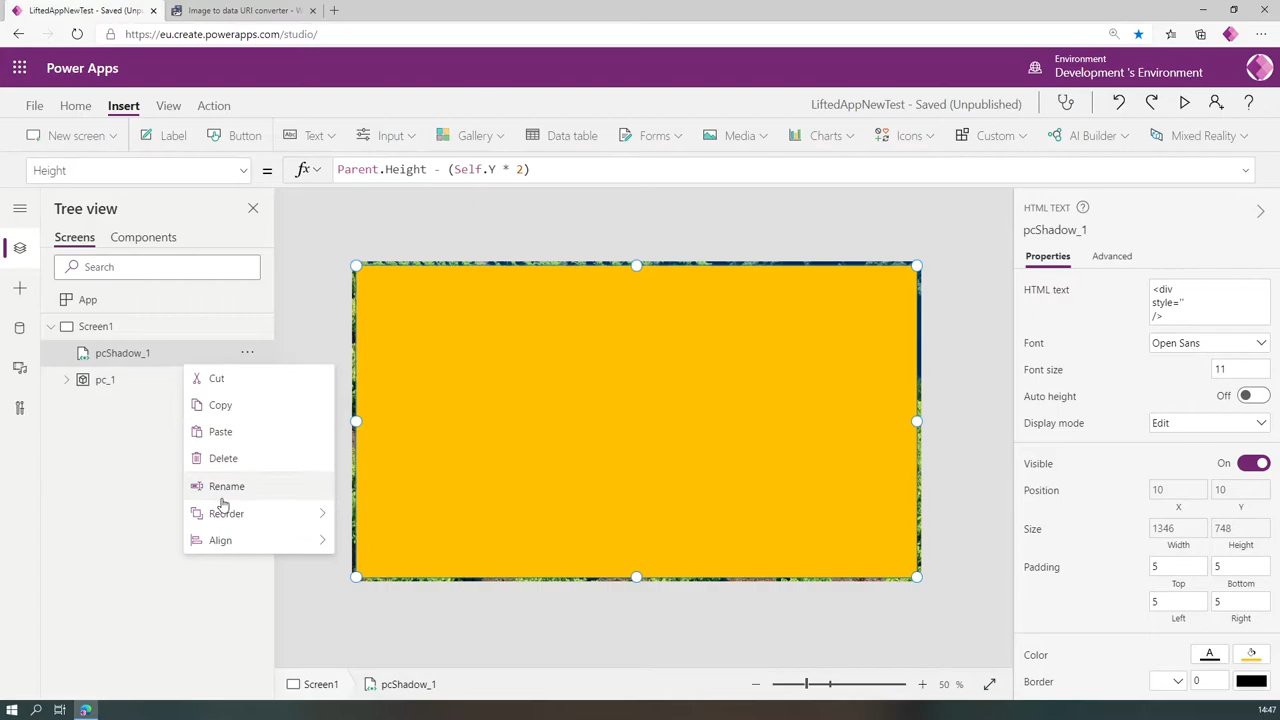 LiftedAppNewTest - Saved (Unpu
Image to data URI converter - W
https://eu.create.powerapps.com/studio/
Power Apps
Environment
Development 's Environment
File Home Insert View Action
LiftedAppNewTest - Saved (Unpublished)
New screen Label Button Text Input Gallery Data table Forms Media Charts Icons Custom AI Builder Mixed Reality
Height = fx Parent.Height - (Self.Y * 2)
Tree view
Screens Components
Search
App
Screen1
pcShadow_1 ...
pc_1
Cut
Copy
Paste
Delete
Rename
Reorder
Align
HTML TEXT
pcShadow_1
Properties Advanced
HTML text
<div
style=''
/>
Font Open Sans
Font size 11
Auto height Off
Display mode Edit
Visible On
Position 10 10
X Y
Size 1346 748
Width Height
Padding 5 5
Top Bottom
5 5
Left Right
Color A
Border 0
Screen1 pcShadow_1
50 %
14:47